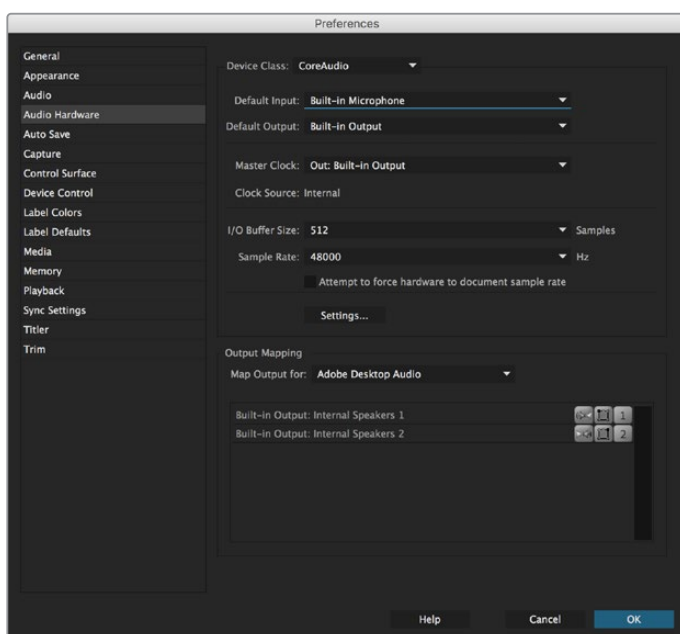 Preferences
General
Appearance
Audio
Audio Hardware
Auto Save
Capture
Control Surface
Device Control
Label Colors
Label Defaults
Media
Memory
Playback
Sync Settings
Titler
Trim
Device Class: CoreAudio
Default Input: Built-in Microphone
Default Output: Built-in Output
Master Clock: Out: Built-in Output
Clock Source: Internal
I/O Buffer Size: 512 Samples
Sample Rate: 48000 Hz
Attempt to force hardware to document sample rate
Settings...
Output Mapping
Map Output for: Adobe Desktop Audio
Built-in Output: Internal Speakers 1 1
Built-in Output: Internal Speakers 2 2
Help Cancel OK